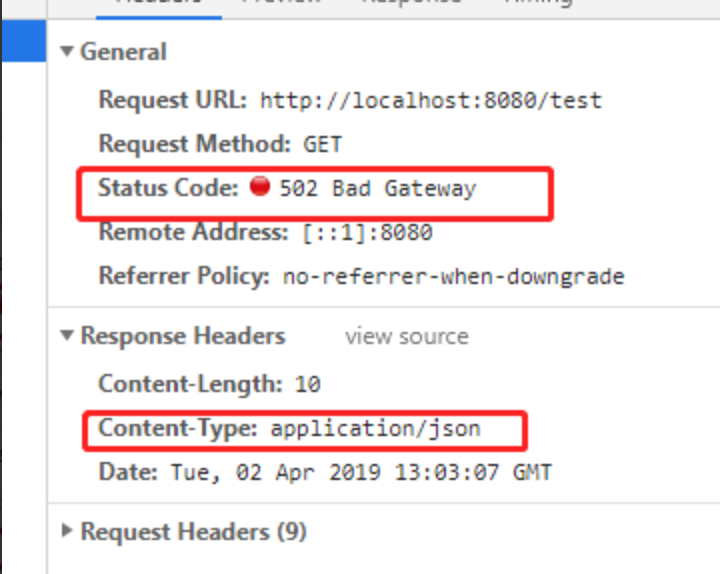 Headers Preview Response Timing
General
Request URL: http://localhost:8080/test
Request Method: GET
Status Code: 502 Bad Gateway
Remote Address: [::1]:8080
Referrer Policy: no-referrer-when-downgrade
Response Headers view source
Content-Length: 10
Content-Type: application/json
Date: Tue, 02 Apr 2019 13:03:07 GMT
Request Headers (9)